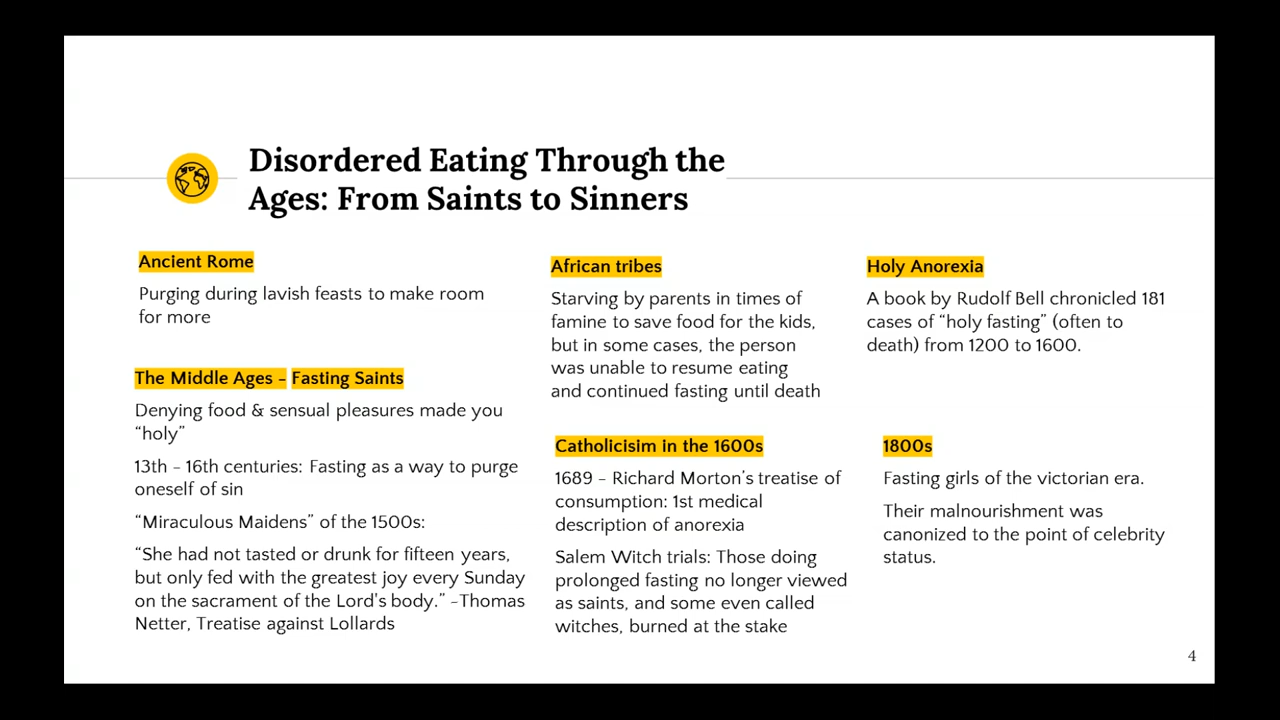 Disordered Eating Through the
Ages: From Saints to Sinners
Ancient Rome
Purging during lavish feasts to make room
for more
The Middle Ages – Fasting Saints
Denying food & sensual pleasures made you
“holy”
13th - 16th centuries: Fasting as a way to purge
oneself of sin
“Miraculous Maidens” of the 1500s:
“She had not tasted or drunk for fifteen years,
but only fed with the greatest joy every Sunday
on the sacrament of the Lord's body.” -Thomas
Netter, Treatise against Lollards
African tribes
Starving by parents in times of
famine to save food for the kids,
but in some cases, the person
was unable to resume eating
and continued fasting until death
Catholicisim in the 1600s
1689 - Richard Morton’s treatise of
consumption: 1st medical
description of anorexia
Salem Witch trials: Those doing
prolonged fasting no longer viewed
as saints, and some even called
witches, burned at the stake
Holy Anorexia
A book by Rudolf Bell chronicled 181
cases of “holy fasting” (often to
death) from 1200 to 1600.
1800s
Fasting girls of the victorian era.
Their malnourishment was
canonized to the point of celebrity
status.
4